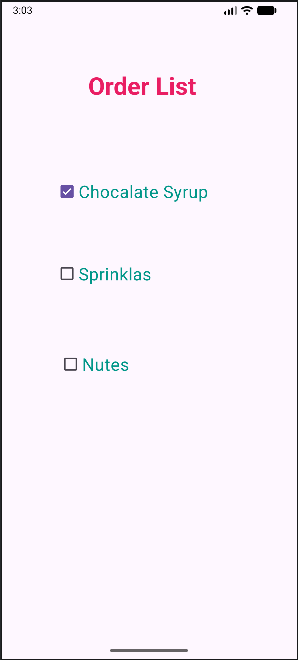 3:03
Order List
Chocalate Syrup
Sprinklas
Nutes